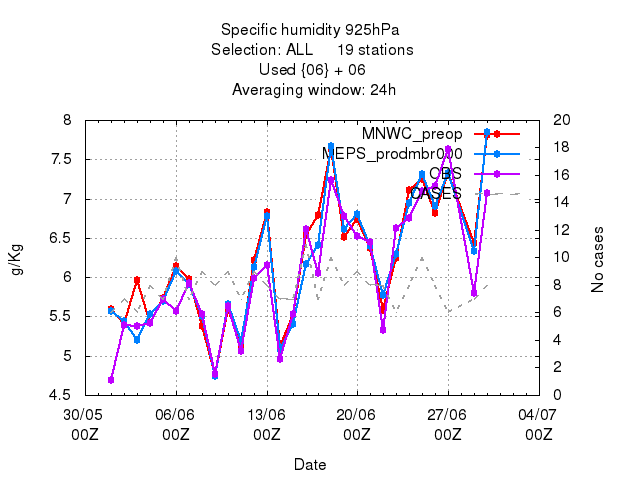 Specific humidity 925hPa
Selection: ALL 19 stations
Used {06} + 06
Averaging window: 24h
8
7.5
7
6.5
6
5.5
5
4.5
g/Kg
20
18
16
14
12
10
8
6
4
2
0
No cases
MNWC_preop
MEPS_prodmbr000
OBS
CASES
30/05 06/06 13/06 20/06 27/06 04/07
00Z 00Z 00Z 00Z 00Z 00Z
Date